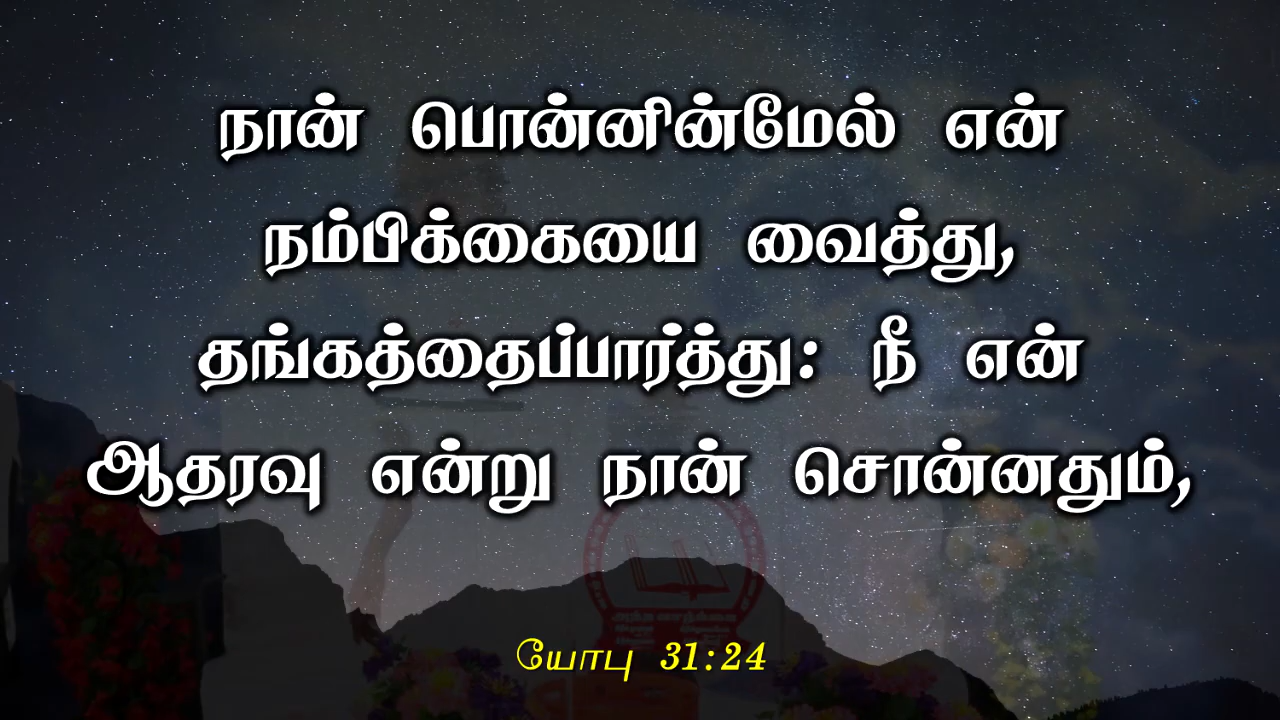 நான் பொன்னின்மேல் என்
நம்பிக்கையை வைத்து,
தங்கத்தைப்பார்த்து: நீ என்
ஆதரவு என்று நான் சொன்னதும்,
யோபு 31:24